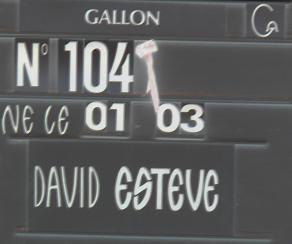 GALLON
N° 104
NE LE 01 03
DAVID ESTEVE